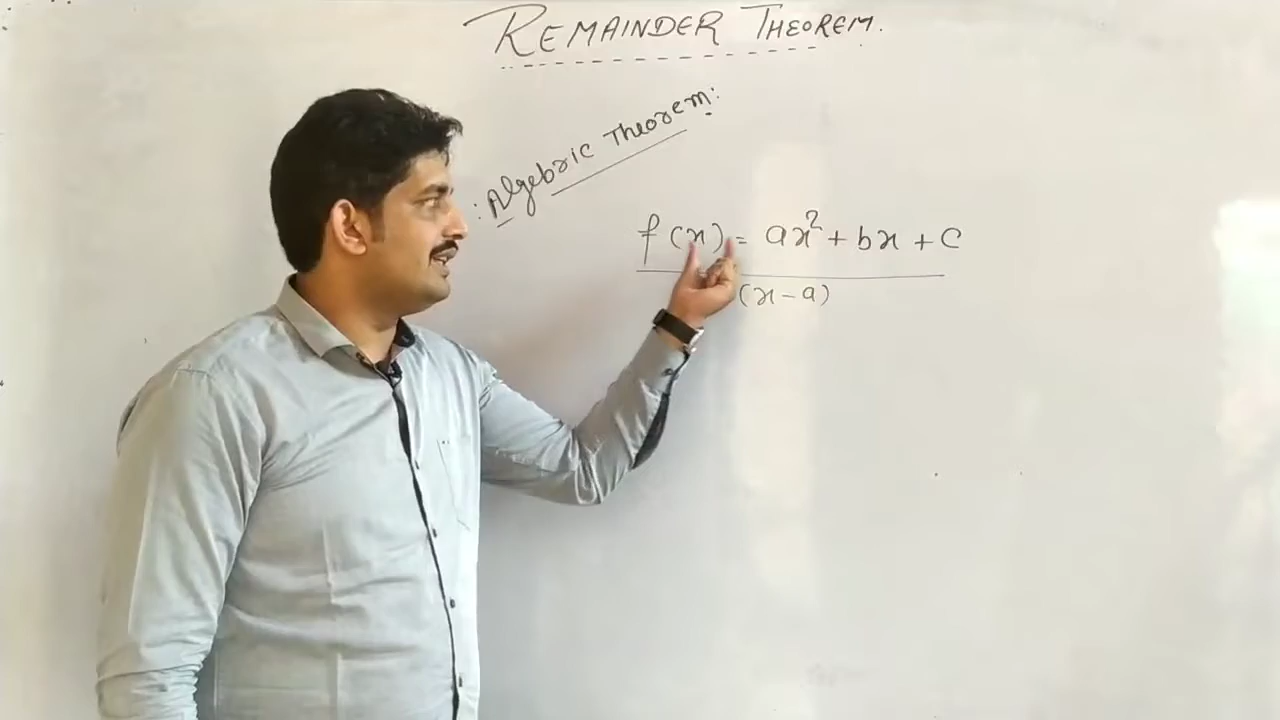 REMAINDER THEOREM.
: Algebric Theorem:
f(x) = ax² + bx + c
(x - a)